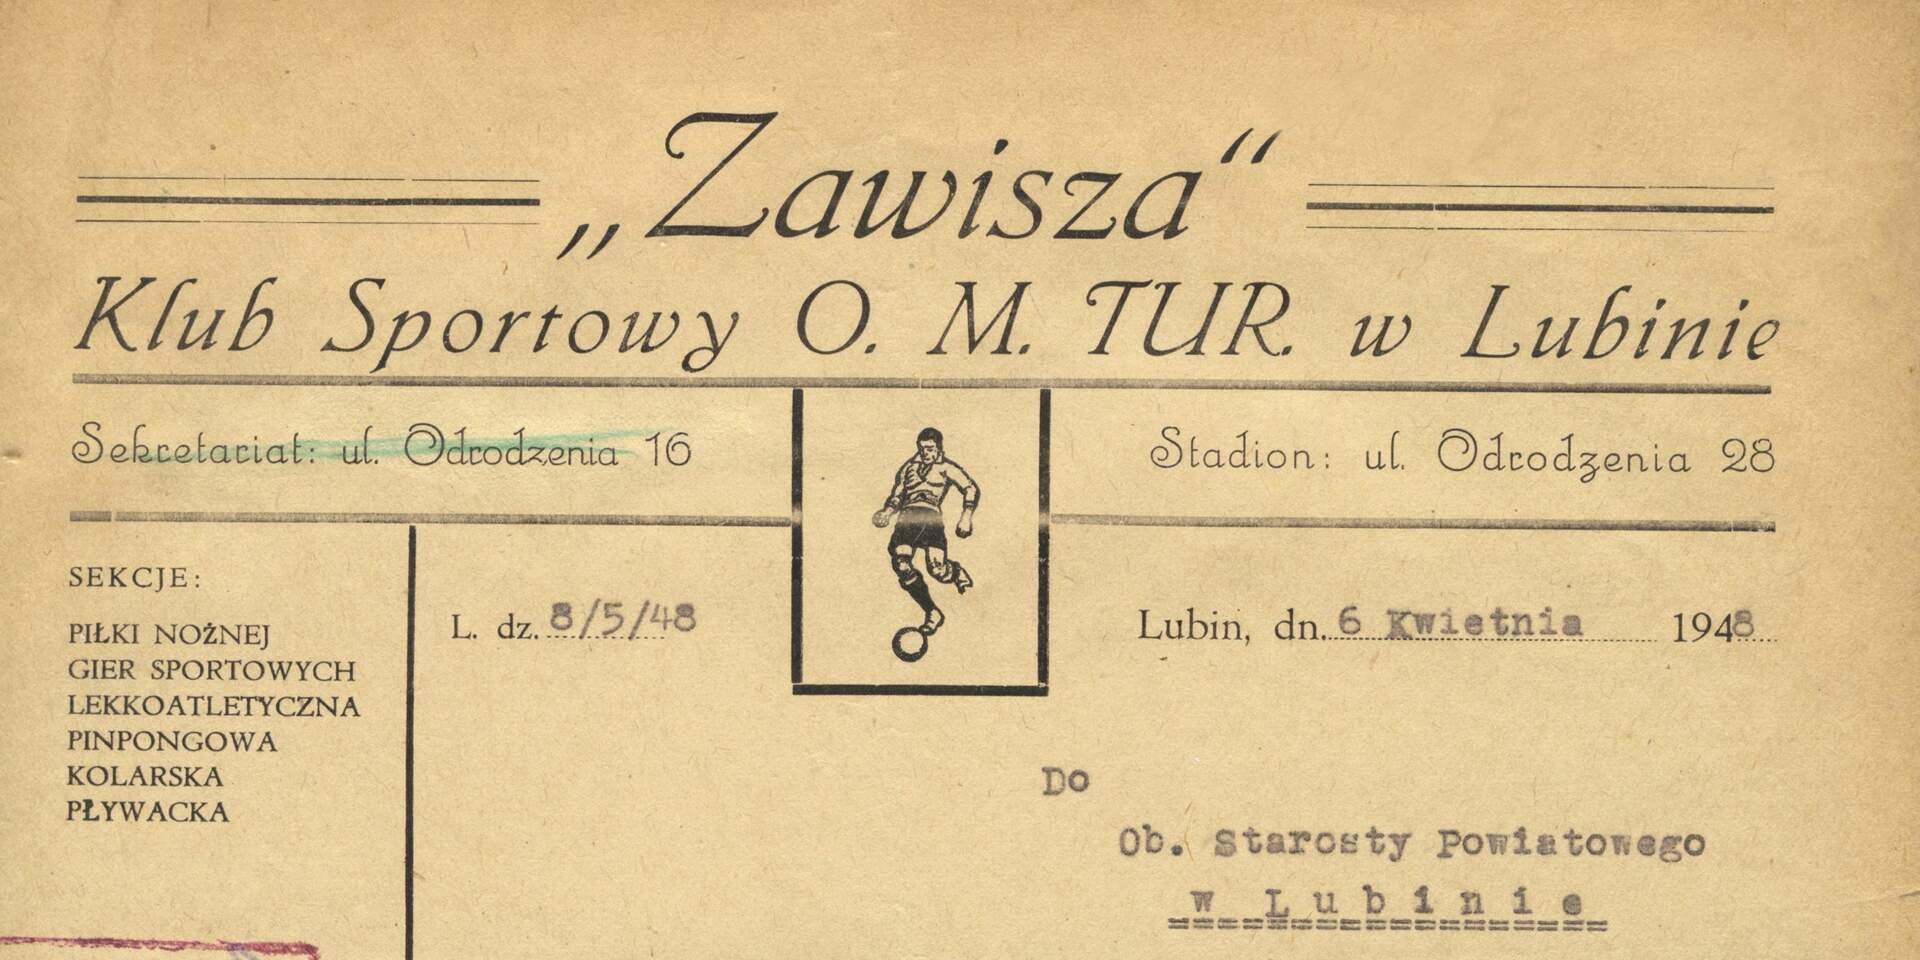 „Zawisza“
Klub Sportowy O. M. TUR. w Lubinie
Sekretariat: ul. Odrodzenia 16
Stadion: ul. Odrodzenia 28
SEKCJE:
PIŁKI NOŻNEJ
GIER SPORTOWYCH
LEKKOATLETYCZNA
PINPONGOWA
KOLARSKA
PŁYWACKA
L. dz. 8/5/48
Lubin, dn. 6 Kwietnia 1948
Do
Ob. Starosty Powiatowego
w Lubinie